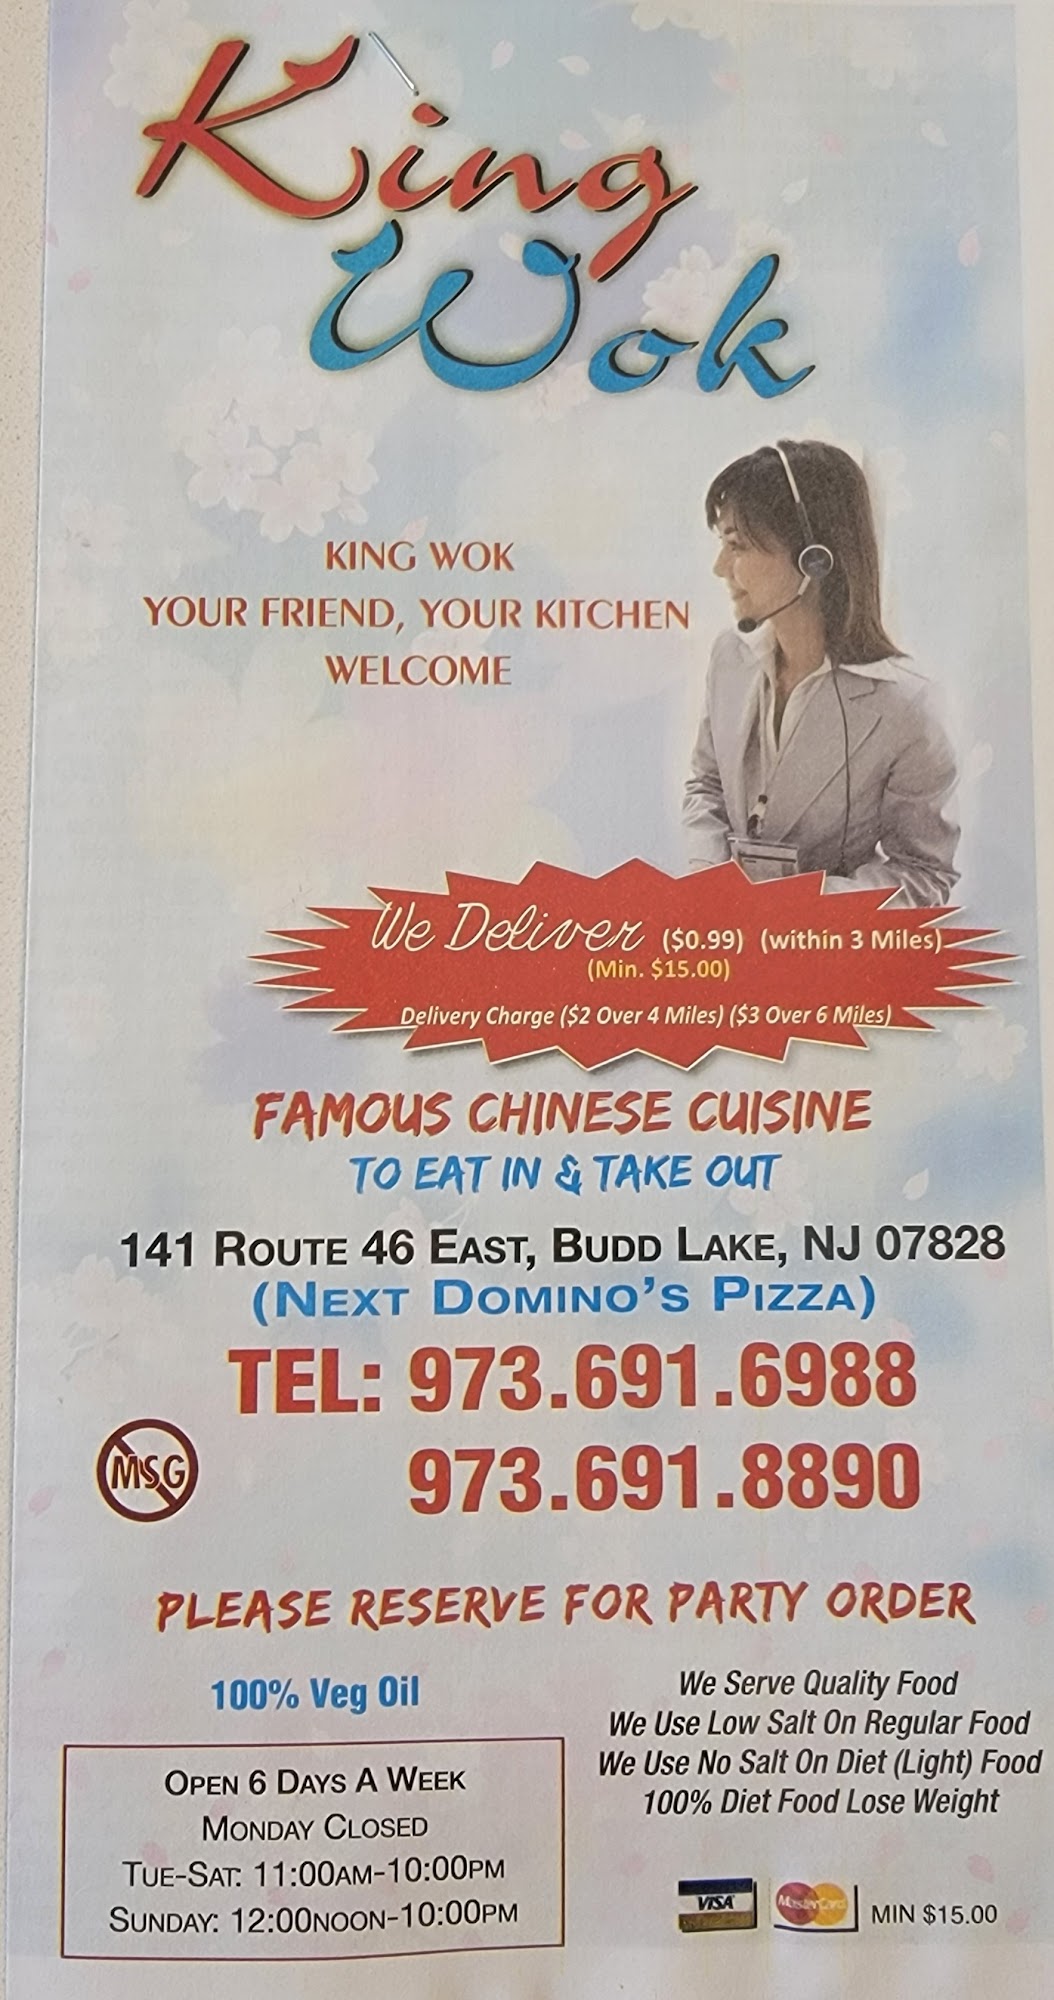 King
Wok
KING WOK
YOUR FRIEND, YOUR KITCHEN
WELCOME
We Deliver ($0.99) (within 3 Miles)
(Min. $15.00)
Delivery Charge ($2 Over 4 Miles) ($3 Over 6 Miles)
FAMOUS CHINESE CUISINE
TO EAT IN & TAKE OUT
141 ROUTE 46 EAST, BUDD LAKE, NJ 07828
(NEXT DOMINO'S PIZZA)
TEL: 973.691.6988
MSG
973.691.8890
PLEASE RESERVE FOR PARTY ORDER
100% Veg Oil
OPEN 6 DAYS A WEEK
MONDAY CLOSED
TUE-SAT: 11:00AM-10:00PM
SUNDAY: 12:00NOON-10:00PM
We Serve Quality Food
We Use Low Salt On Regular Food
We Use No Salt On Diet (Light) Food
100% Diet Food Lose Weight
VISA MasterCard MIN $15.00